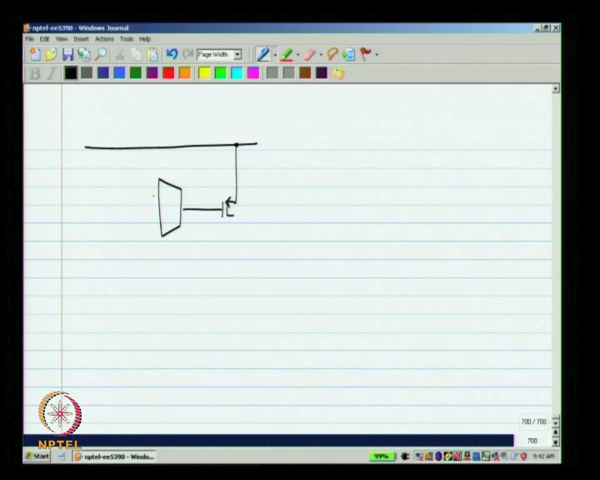 nptel-ee5390 - Windows Journal
File Edit View Insert Actions Tools Help
Page Width
B I
700 / 700
700
NPTEL
Start
nptel-ee5390 - Windo...
99%
9:42 AM